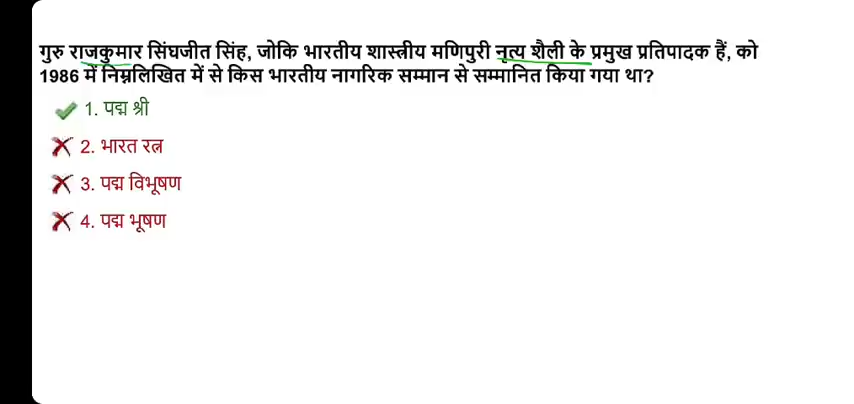 गुरु राजकुमार सिंघजीत सिंह, जोकि भारतीय शास्त्रीय मणिपुरी नृत्य शैली के प्रमुख प्रतिपादक हैं, को
1986 में निम्नलिखित में से किस भारतीय नागरिक सम्मान से सम्मानित किया गया था?
1. पद्म श्री
2. भारत रत्न
3. पद्म विभूषण
4. पद्म भूषण